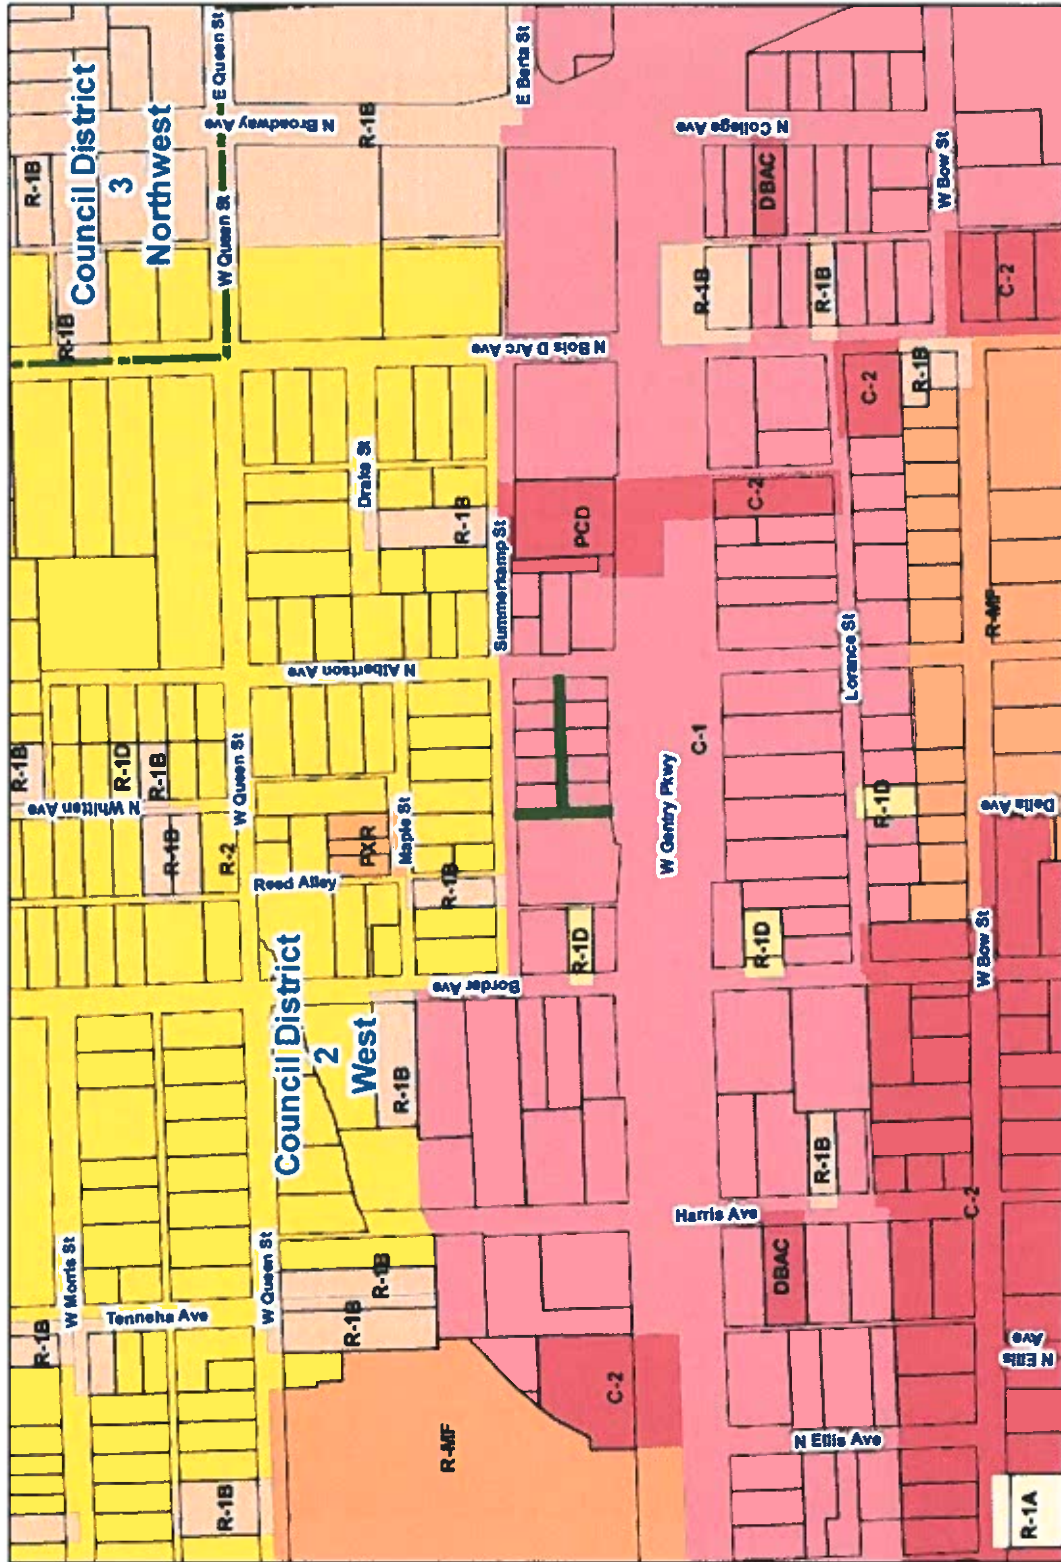 R-1B
R-1B
N Whitten Ave
R-1B
R-1B
W Morris St
R-1B
Council District
3
Northwest
R-1D
R-1B
Tenneha Ave
R-1B
R-1B
R-1B
R-2
W Queen St
W Queen St
W Queen St
E Queen St
N Broadway Ave
Reed Alley
Council District
2
West
N Albertson Ave
R-1B
R-1B
R-1B
PXR
Maple St
Drake St
R-1B
R-MF
R-1B
R-1B
Border Ave
Summerkamp St
N Bois D Arc Ave
E Berta St
R-1D
PCD
C-2
W Gentry Pkwy
C-1
R-4B
Harris Ave
N College Ave
DBAC
R-1D
C-2
DBAC
R-1B
R-1B
N Ellis Ave
Lorance St
C-2
R-1D
R-1B
W Bow St
C-2
W Bow St
R-MF
C-2
R-1A
N Ellis
Ave
Della Ave